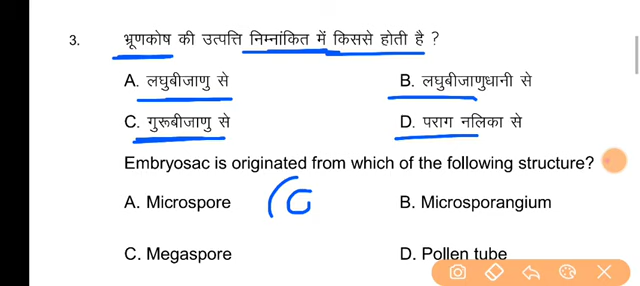 3. भ्रूणकोष की उत्पत्ति निम्नांकित में किससे होती है ?
A. लघुबीजाणु से B. लघुबीजाणुधानी से
C. गुरूबीजाणु से D. पराग नलिका से
Embryosac is originated from which of the following structure?
A. Microspore (C B. Microsporangium
C. Megaspore D. Pollen tube